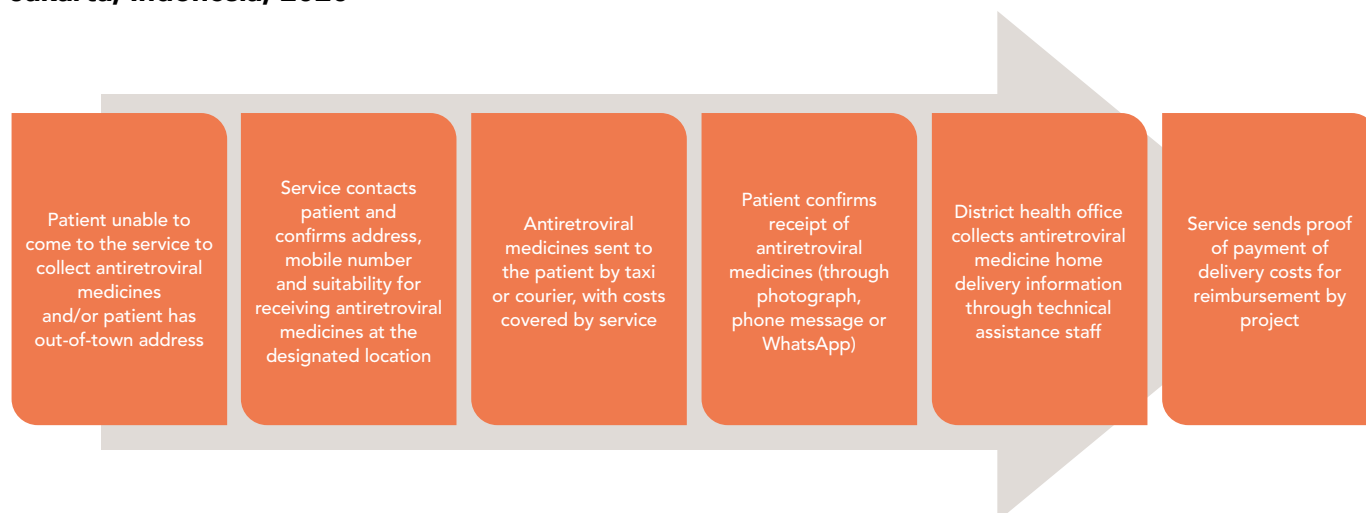 Jakarta, Indonesia, 2020
Patient unable to
come to the service to
collect antiretroviral
medicines
and/or patient has
out-of-town address
Service contacts
patient and
confirms address,
mobile number
and suitability for
receiving antiretroviral
medicines at the
designated location
Antiretroviral
medicines sent to
the patient by taxi
or courier, with costs
covered by service
Patient confirms
receipt of
antiretroviral
medicines (through
photograph,
phone message or
WhatsApp)
District health office
collects antiretroviral
medicine home
delivery information
through technical
assistance staff
Service sends proof
of payment of
delivery costs for
reimbursement by
project